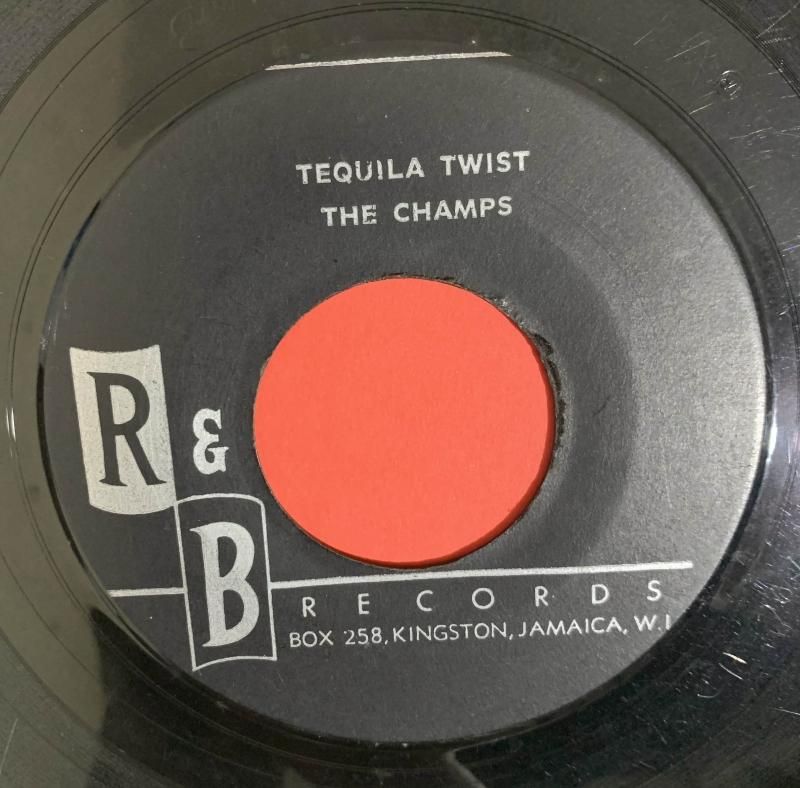 TEQUILA TWIST
THE CHAMPS
R & B
RECORDS
BOX 258, KINGSTON, JAMAICA, W.I